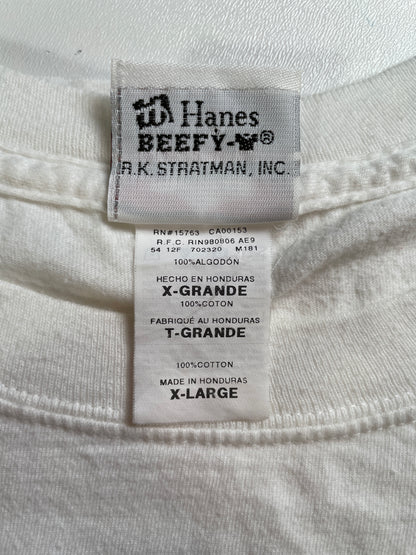 Hanes
BEEFY-®
R.K. STRATMAN, INC.
RN#15763 CA00153
R.F.C. RIN980806 AE9
54 12F 702320 M181
100%ALGODÓN
HECHO EN HONDURAS
X-GRANDE
100%COTON
FABRIQUÉ AU HONDURAS
T-GRANDE
100%COTTON
MADE IN HONDURAS
X-LARGE